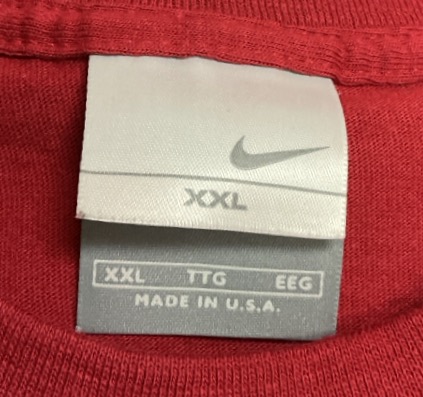 XXL
XXL TTG EEG
MADE IN U.S.A.